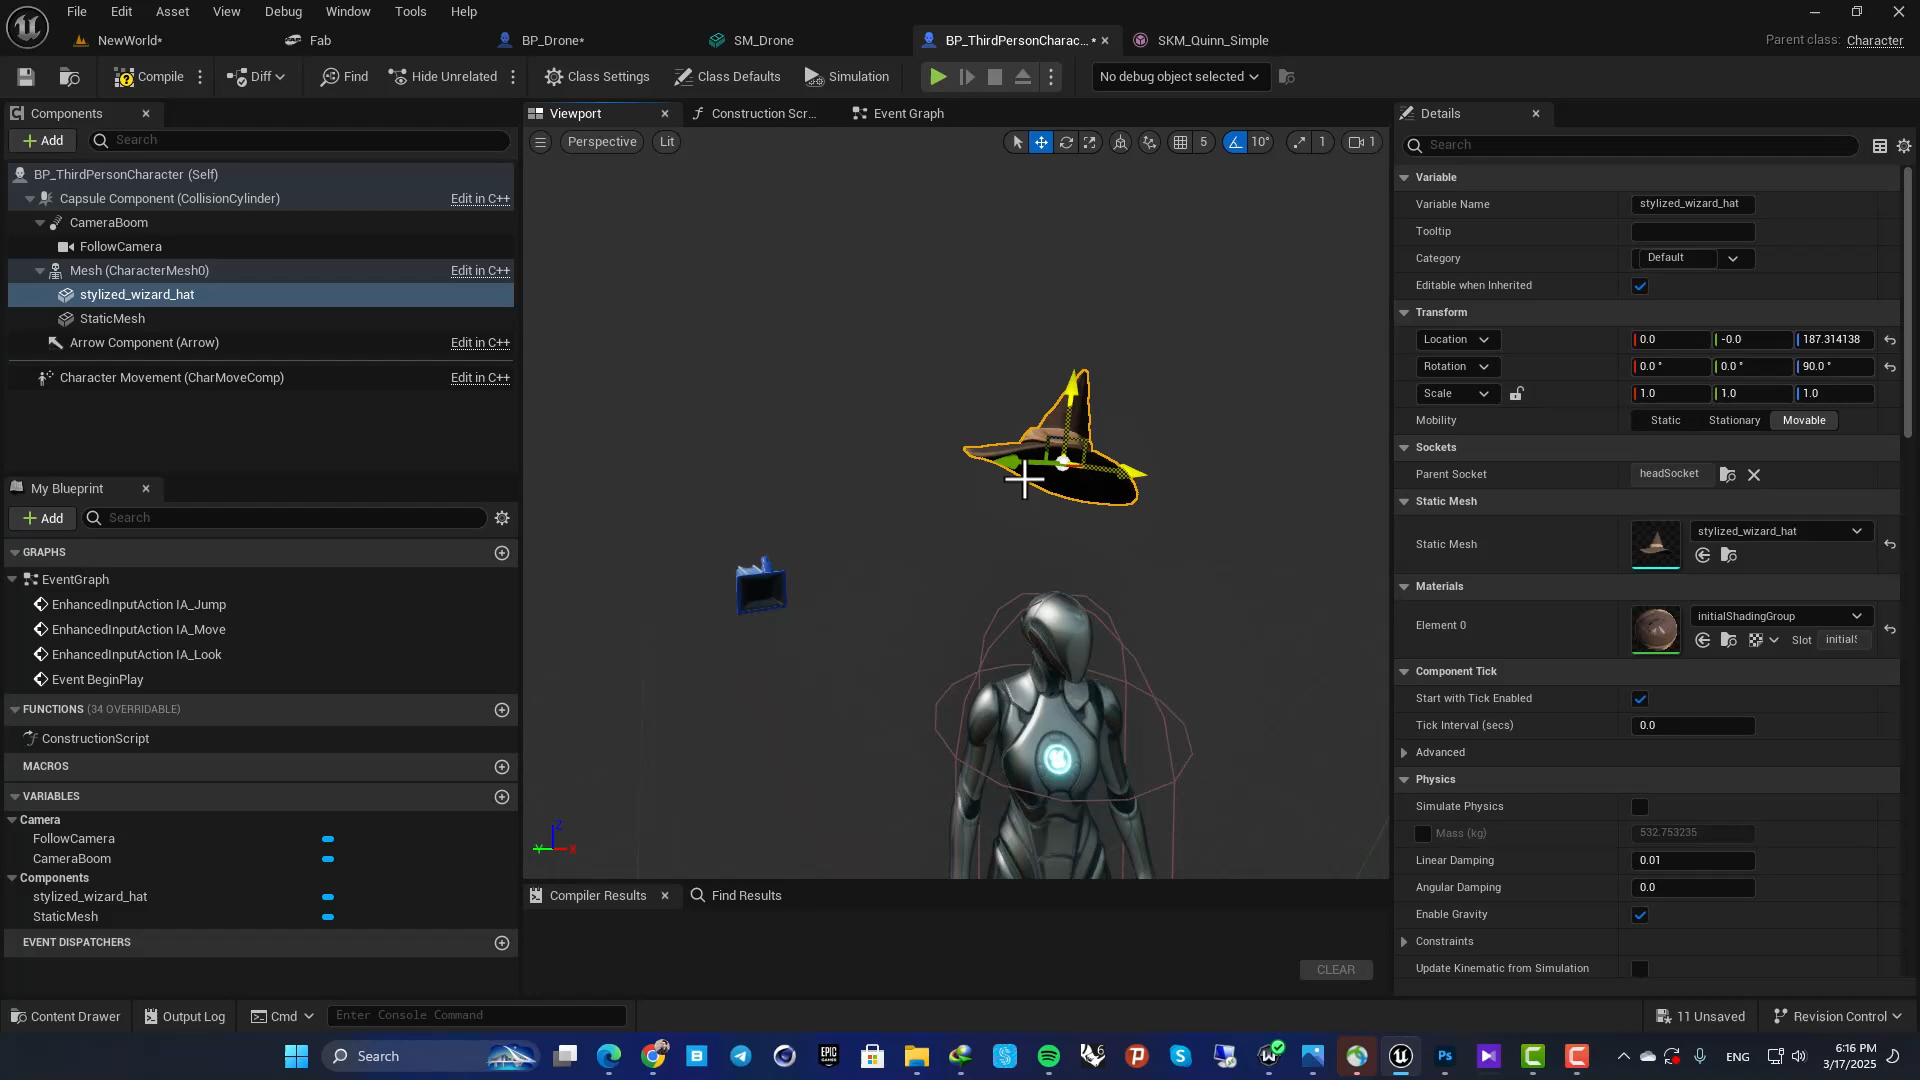 File Edit Asset View Debug Window Tools Help
NewWorld* Fab BP_Drone* SM_Drone BP_ThirdPersonCharac...* SKM_Quinn_Simple Parent class: Character
Compile Diff Find Hide Unrelated Class Settings Class Defaults Simulation No debug object selected
Components
Add Search
BP_ThirdPersonCharacter (Self)
Capsule Component (CollisionCylinder) Edit in C++
CameraBoom
FollowCamera
Mesh (CharacterMesh0) Edit in C++
stylized_wizard_hat
StaticMesh
Arrow Component (Arrow) Edit in C++
Character Movement (CharMoveComp) Edit in C++
My Blueprint
Add Search
GRAPHS
EventGraph
EnhancedInputAction IA_Jump
EnhancedInputAction IA_Move
EnhancedInputAction IA_Look
Event BeginPlay
FUNCTIONS (34 OVERRIDABLE)
ConstructionScript
MACROS
VARIABLES
Camera
FollowCamera
CameraBoom
Components
stylized_wizard_hat
StaticMesh
EVENT DISPATCHERS
Viewport Construction Scr... Event Graph
Perspective Lit 5 10° 1 1
Z
Y X
Compiler Results Find Results
CLEAR
Details
Search
Variable
Variable Name stylized_wizard_hat
Tooltip
Category Default
Editable when Inherited
Transform
Location 0.0 -0.0 187.314138
Rotation 0.0 ° 0.0 ° 90.0 °
Scale 1.0 1.0 1.0
Mobility Static Stationary Movable
Sockets
Parent Socket headSocket
Static Mesh
Static Mesh stylized_wizard_hat
Materials
Element 0 initialShadingGroup
Slot initialS
Component Tick
Start with Tick Enabled
Tick Interval (secs) 0.0
Advanced
Physics
Simulate Physics
Mass (kg) 532.753235
Linear Damping 0.01
Angular Damping 0.0
Enable Gravity
Constraints
Update Kinematic from Simulation
Content Drawer Output Log Cmd Enter Console Command 11 Unsaved Revision Control
Search EPIC GAMES ENG 6:16 PM
3/17/2025